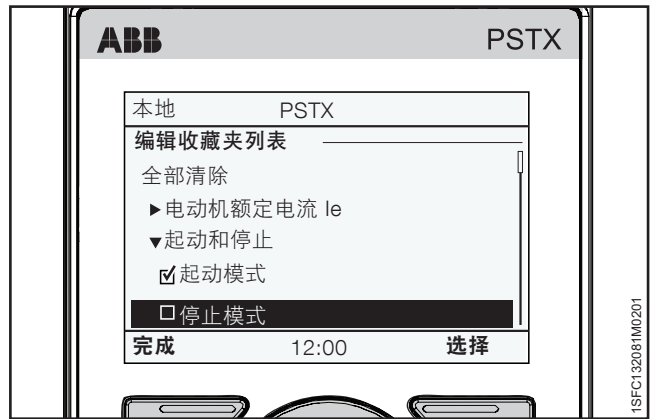 ABB PSTX
本地 PSTX
编辑收藏夹列表
全部清除
▶电动机额定电流 Ie
▼起动和停止
☑起动模式
☐停止模式
完成 12:00 选择
1SFC132081M0201